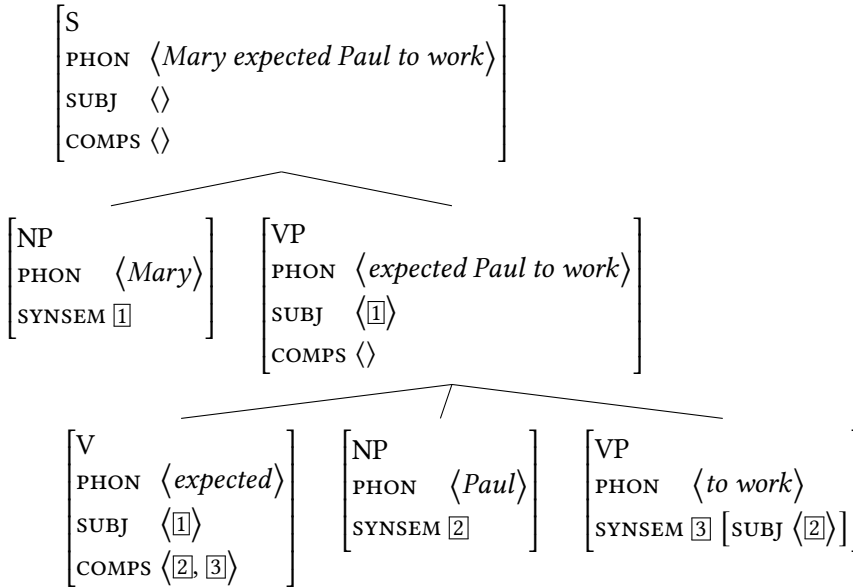 S
PHON ⟨Mary expected Paul to work⟩
SUBJ ⟨⟩
COMPS ⟨⟩
NP
PHON ⟨Mary⟩
SYNSEM 1
VP
PHON ⟨expected Paul to work⟩
SUBJ ⟨1⟩
COMPS ⟨⟩
V
PHON ⟨expected⟩
SUBJ ⟨1⟩
COMPS ⟨2, 3⟩
NP
PHON ⟨Paul⟩
SYNSEM 2
VP
PHON ⟨to work⟩
SYNSEM 3 [SUBJ ⟨2⟩]